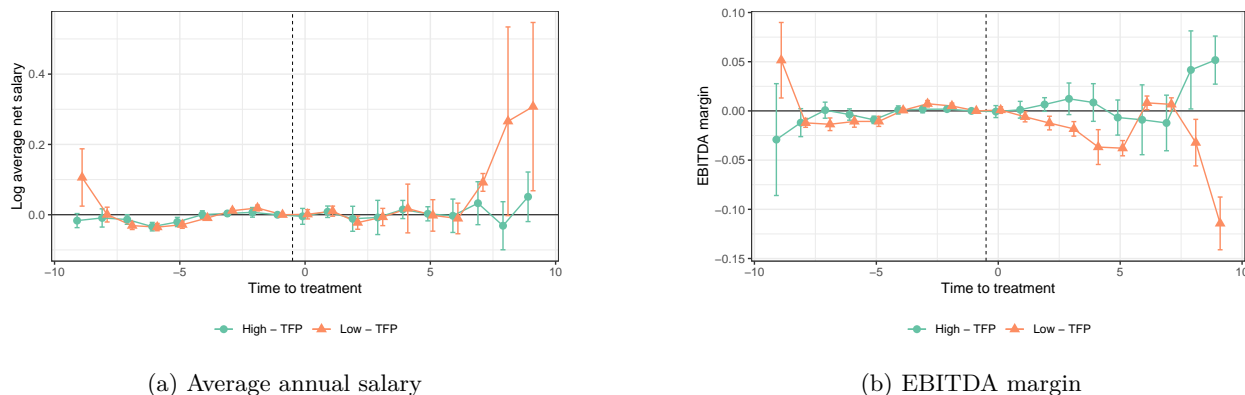 Log average net salary
0.4
0.2
0.0
−10
−5
0
5
10
Time to treatment
High − TFP
Low − TFP
(a) Average annual salary
EBITDA margin
0.10
0.05
0.00
−0.05
−0.10
−0.15
−10
−5
0
5
10
Time to treatment
High − TFP
Low − TFP
(b) EBITDA margin